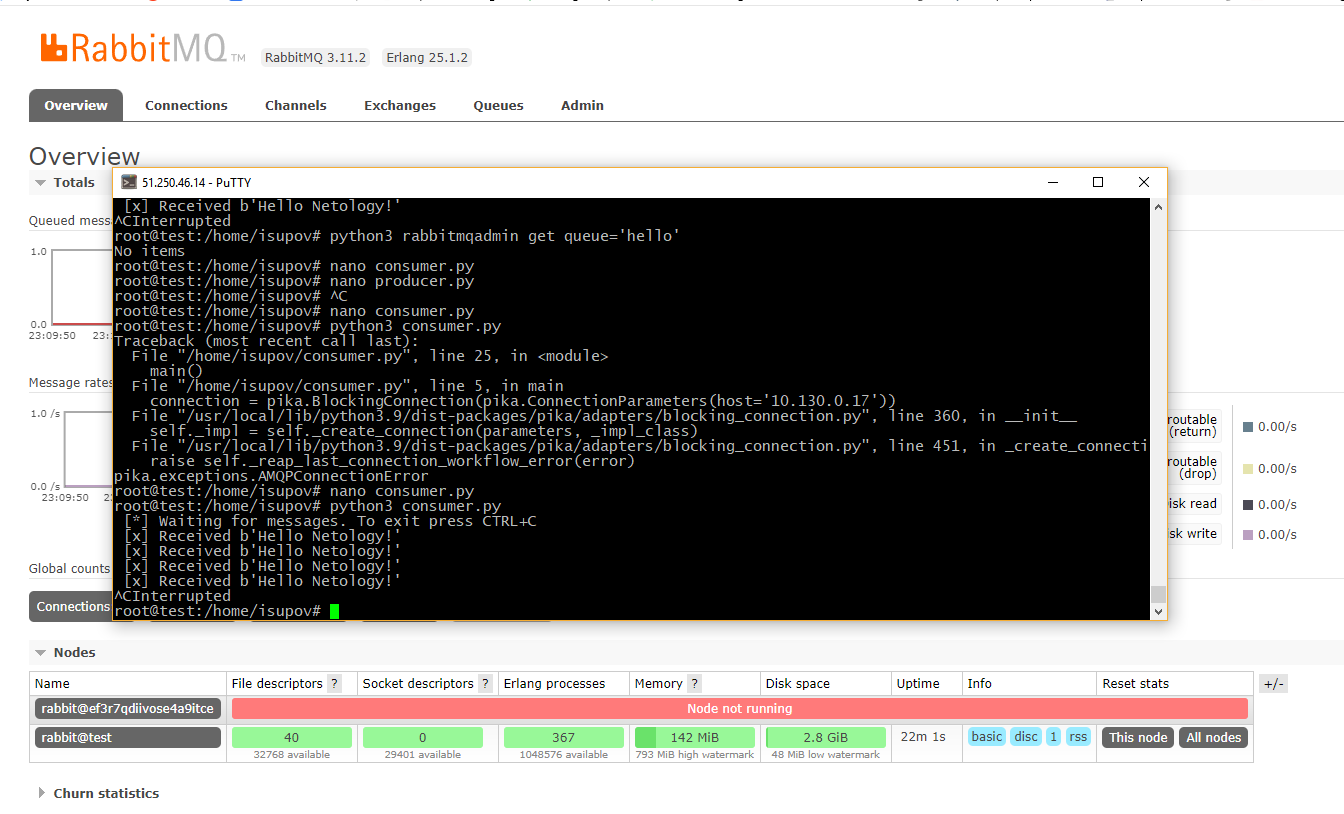 RabbitMQ TM RabbitMQ 3.11.2 Erlang 25.1.2
Overview Connections Channels Exchanges Queues Admin
Overview
Totals
Queued mess
1.0
0.0
23:09:50 23:1
Message rates
1.0 /s
0.0 /s
23:09:50
Global counts
Connections
51.250.46.14 - PuTTY
[x] Received b'Hello Netology!'
^CInterrupted
root@test:/home/isupov# python3 rabbitmqadmin get queue='hello'
No items
root@test:/home/isupov# nano consumer.py
root@test:/home/isupov# nano producer.py
root@test:/home/isupov# ^C
root@test:/home/isupov# nano consumer.py
root@test:/home/isupov# python3 consumer.py
Traceback (most recent call last):
File "/home/isupov/consumer.py", line 25, in <module>
main()
File "/home/isupov/consumer.py", line 5, in main
connection = pika.BlockingConnection(pika.ConnectionParameters(host='10.130.0.17'))
File "/usr/local/lib/python3.9/dist-packages/pika/adapters/blocking_connection.py", line 360, in __init__
self._impl = self._create_connection(parameters, _impl_class)
File "/usr/local/lib/python3.9/dist-packages/pika/adapters/blocking_connection.py", line 451, in _create_connecti
raise self._reap_last_connection_workflow_error(error)
pika.exceptions.AMQPConnectionError
root@test:/home/isupov# nano consumer.py
root@test:/home/isupov# python3 consumer.py
[*] Waiting for messages. To exit press CTRL+C
[x] Received b'Hello Netology!'
[x] Received b'Hello Netology!'
[x] Received b'Hello Netology!'
[x] Received b'Hello Netology!'
^CInterrupted
root@test:/home/isupov#
routable
(return) 0.00/s
routable
(drop) 0.00/s
isk read 0.00/s
sk write 0.00/s
Nodes
Name File descriptors ? Socket descriptors ? Erlang processes Memory ? Disk space Uptime Info Reset stats +/-
rabbit@ef3r7qdiivose4a9itce Node not running
rabbit@test 40 0 367 142 MiB 2.8 GiB 22m 1s basic disc 1 rss This node All nodes
32768 available 29401 available 1048576 available 793 MiB high watermark 48 MiB low watermark
Churn statistics